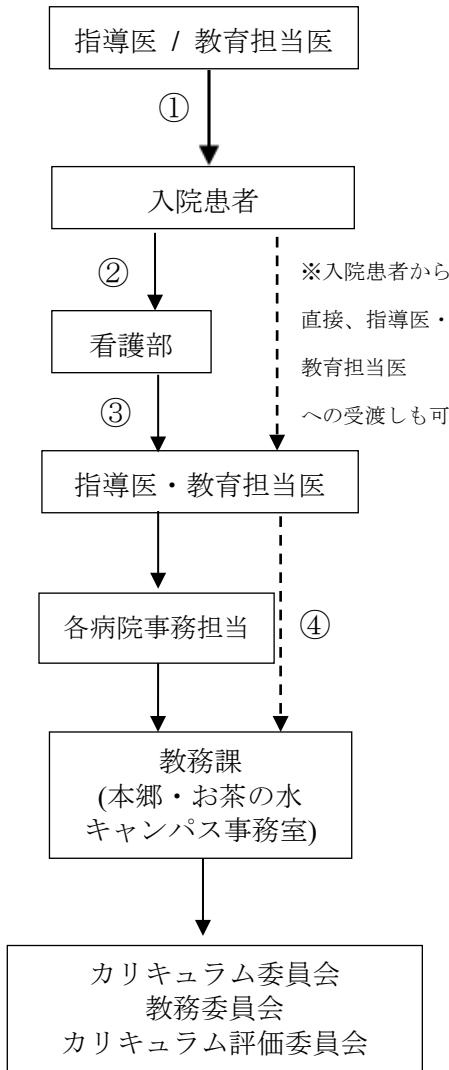 指導医 / 教育担当医
①
入院患者
②
※入院患者から
直接、指導医・
教育担当医
への受渡しも可
看護部
③
指導医・教育担当医
各病院事務担当
④
教務課
(本郷・お茶の水
キャンパス事務室)
カリキュラム委員会
教務委員会
カリキュラム評価委員会